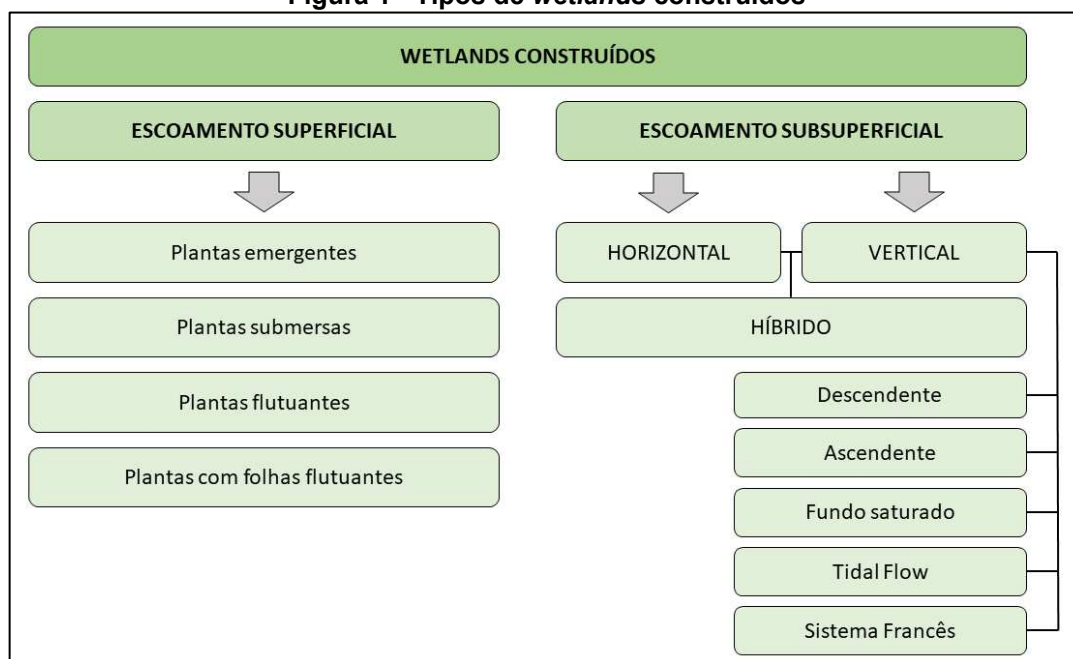 Figura 1 - Tipos de wetlands construídos
WETLANDS CONSTRUÍDOS
ESCOAMENTO SUPERFICIAL
ESCOAMENTO SUBSUPERFICIAL
Plantas emergentes
HORIZONTAL
VERTICAL
Plantas submersas
HÍBRIDO
Plantas flutuantes
Descendente
Plantas com folhas flutuantes
Ascendente
Fundo saturado
Tidal Flow
Sistema Francês